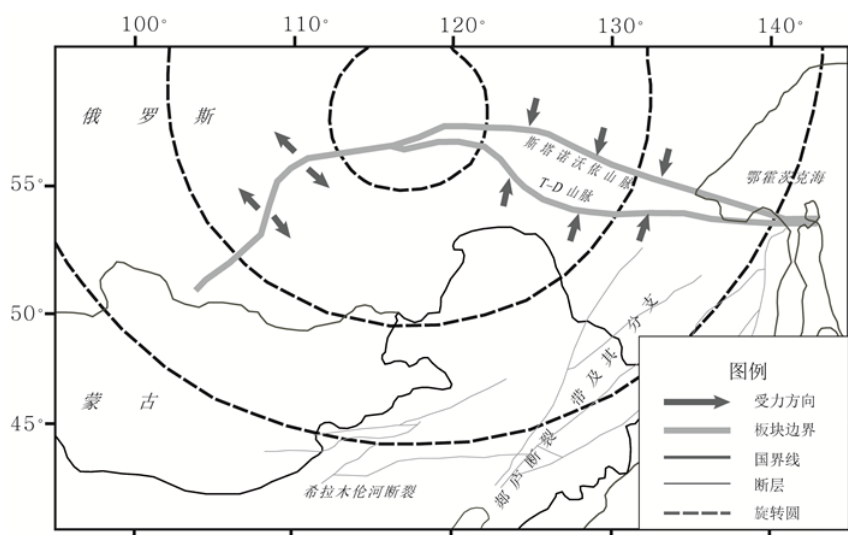 100°
110°
120°
130°
140°
俄罗斯
斯塔诺沃依山脉
鄂霍茨克海
T-D 山脉
55°
50°
45°
蒙古
郯庐断裂带及其分支
希拉木伦河断裂
图例
受力方向
板块边界
国界线
断层
旋转圆